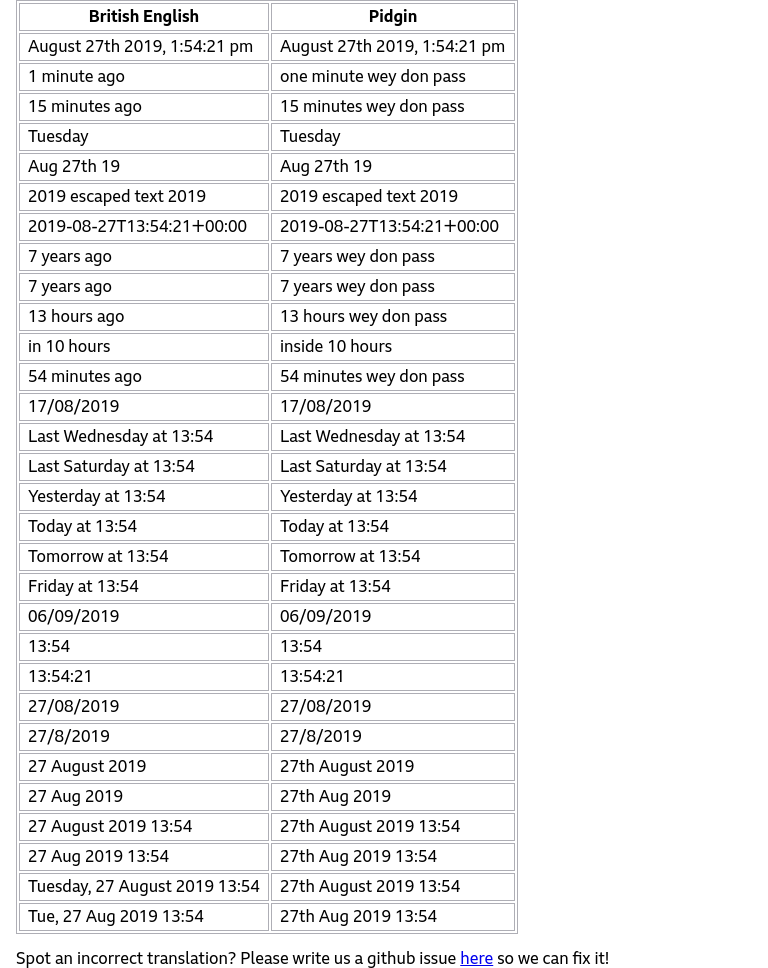 British English Pidgin
August 27th 2019, 1:54:21 pm August 27th 2019, 1:54:21 pm
1 minute ago one minute wey don pass
15 minutes ago 15 minutes wey don pass
Tuesday Tuesday
Aug 27th 19 Aug 27th 19
2019 escaped text 2019 2019 escaped text 2019
2019-08-27T13:54:21+00:00 2019-08-27T13:54:21+00:00
7 years ago 7 years wey don pass
7 years ago 7 years wey don pass
13 hours ago 13 hours wey don pass
in 10 hours inside 10 hours
54 minutes ago 54 minutes wey don pass
17/08/2019 17/08/2019
Last Wednesday at 13:54 Last Wednesday at 13:54
Last Saturday at 13:54 Last Saturday at 13:54
Yesterday at 13:54 Yesterday at 13:54
Today at 13:54 Today at 13:54
Tomorrow at 13:54 Tomorrow at 13:54
Friday at 13:54 Friday at 13:54
06/09/2019 06/09/2019
13:54 13:54
13:54:21 13:54:21
27/08/2019 27/08/2019
27/8/2019 27/8/2019
27 August 2019 27th August 2019
27 Aug 2019 27th Aug 2019
27 August 2019 13:54 27th August 2019 13:54
27 Aug 2019 13:54 27th Aug 2019 13:54
Tuesday, 27 August 2019 13:54 27th August 2019 13:54
Tue, 27 Aug 2019 13:54 27th Aug 2019 13:54
Spot an incorrect translation? Please write us a github issue here so we can fix it!